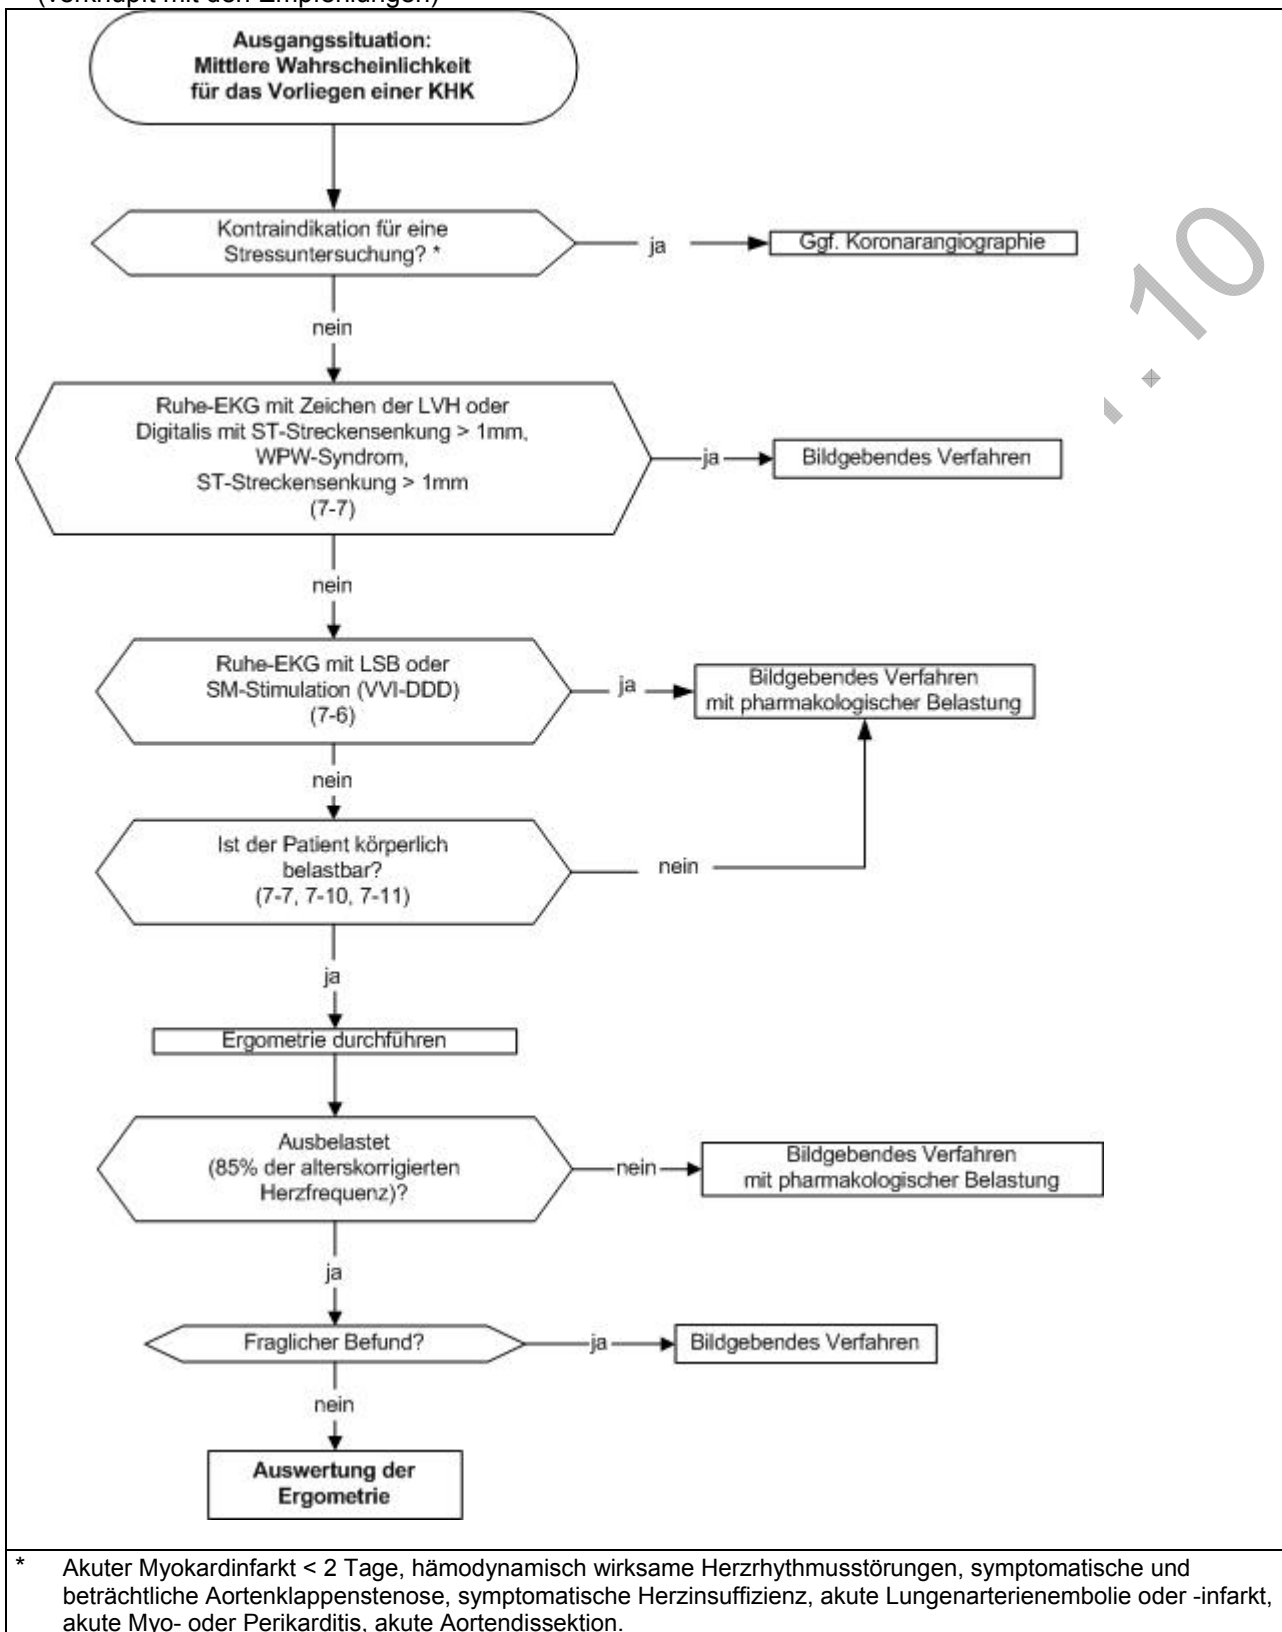 (verknüpft mit den Empfehlungen)
Ausgangssituation:
Mittlere Wahrscheinlichkeit
für das Vorliegen einer KHK
Kontraindikation für eine
Stressuntersuchung? *
ja
Ggf. Koronarangiographie
nein
Ruhe-EKG mit Zeichen der LVH oder
Digitalis mit ST-Streckensenkung > 1mm,
WPW-Syndrom,
ST-Streckensenkung > 1mm
(7-7)
ja
Bildgebendes Verfahren
nein
Ruhe-EKG mit LSB oder
SM-Stimulation (VVI-DDD)
(7-6)
ja
Bildgebendes Verfahren
mit pharmakologischer Belastung
nein
Ist der Patient körperlich
belastbar?
(7-7, 7-10, 7-11)
nein
ja
Ergometrie durchführen
Ausbelastet
(85% der alterskorrigierten
Herzfrequenz)?
nein
Bildgebendes Verfahren
mit pharmakologischer Belastung
ja
Fraglicher Befund?
ja
Bildgebendes Verfahren
nein
Auswertung der
Ergometrie
* Akuter Myokardinfarkt < 2 Tage, hämodynamisch wirksame Herzrhythmusstörungen, symptomatische und
beträchtliche Aortenklappenstenose, symptomatische Herzinsuffizienz, akute Lungenarterienembolie oder -infarkt,
akute Myo- oder Perikarditis, akute Aortendissektion.
.10